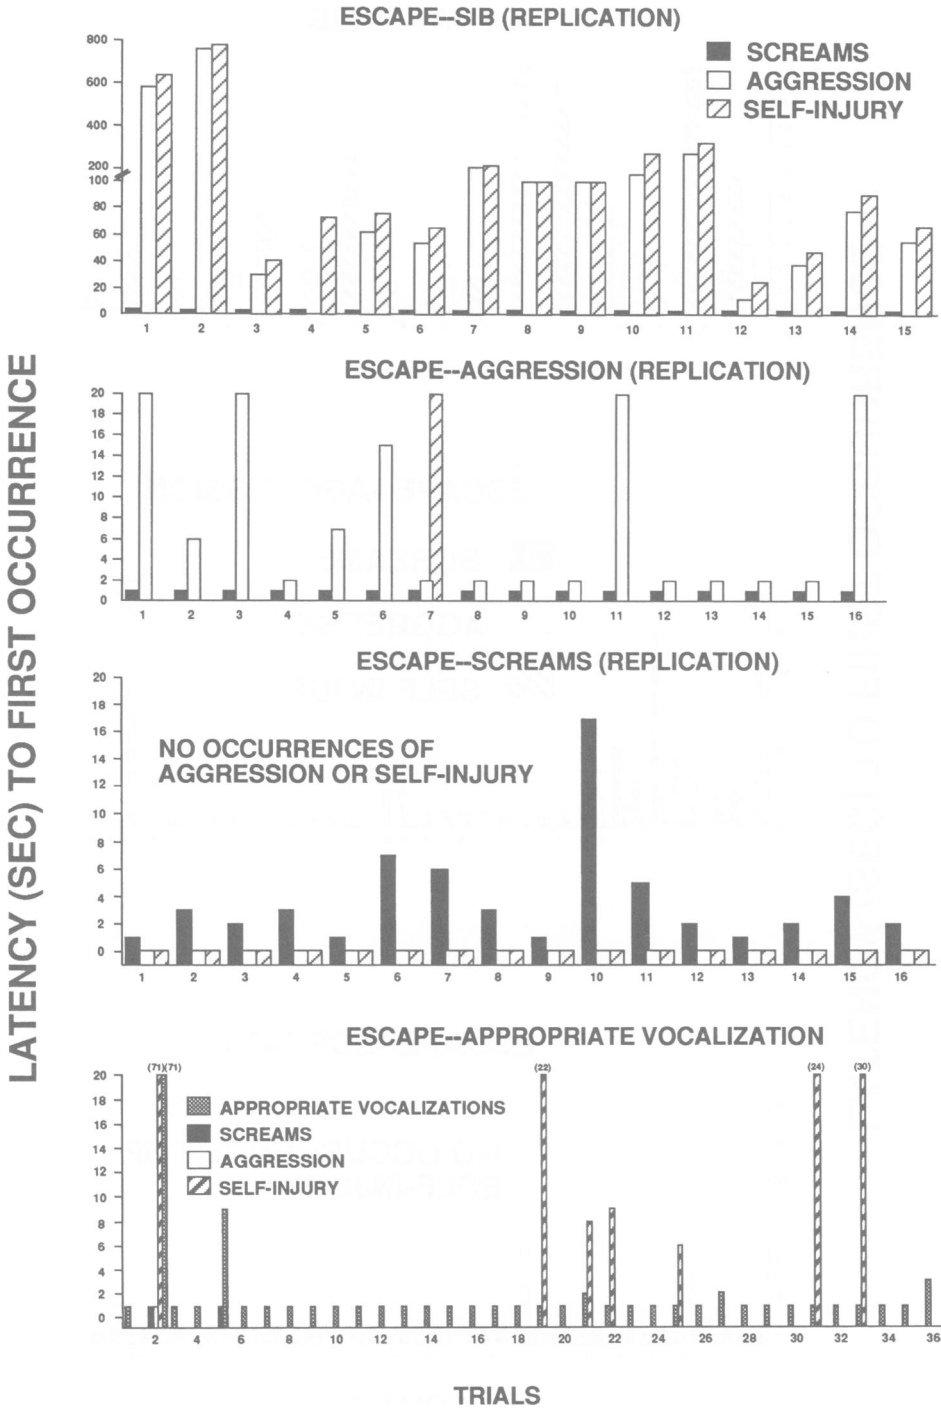 ESCAPE--SIB (REPLICATION)
800
600
400
200
100
80
60
40
20
0
SCREAMS
AGGRESSION
SELF-INJURY
1 2 3 4 5 6 7 8 9 10 11 12 13 14 15
LATENCY (SEC) TO FIRST OCCURRENCE
ESCAPE--AGGRESSION (REPLICATION)
20
18
16
14
12
10
8
6
4
2
0
1 2 3 4 5 6 7 8 9 10 11 12 13 14 15 16
ESCAPE--SCREAMS (REPLICATION)
20
18
16
14
12
10
8
6
4
2
0
NO OCCURRENCES OF
AGGRESSION OR SELF-INJURY
1 2 3 4 5 6 7 8 9 10 11 12 13 14 15 16
ESCAPE--APPROPRIATE VOCALIZATION
(71)(71) (22) (24) (30)
20
18
16
14
12
10
8
6
4
2
0
APPROPRIATE VOCALIZATIONS
SCREAMS
AGGRESSION
SELF-INJURY
2 4 6 8 10 12 14 16 18 20 22 24 26 28 30 32 34 36
TRIALS